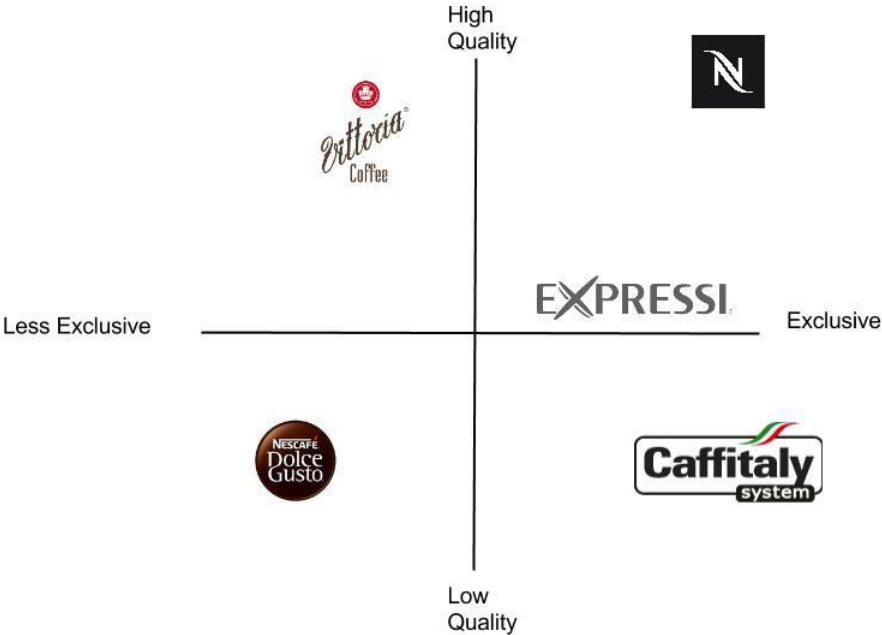 High
Quality
N
Vittoria
Coffee
EXPRESSI
Less Exclusive
Exclusive
NESCAFÉ
Dolce
Gusto
Caffitaly
system
Low
Quality